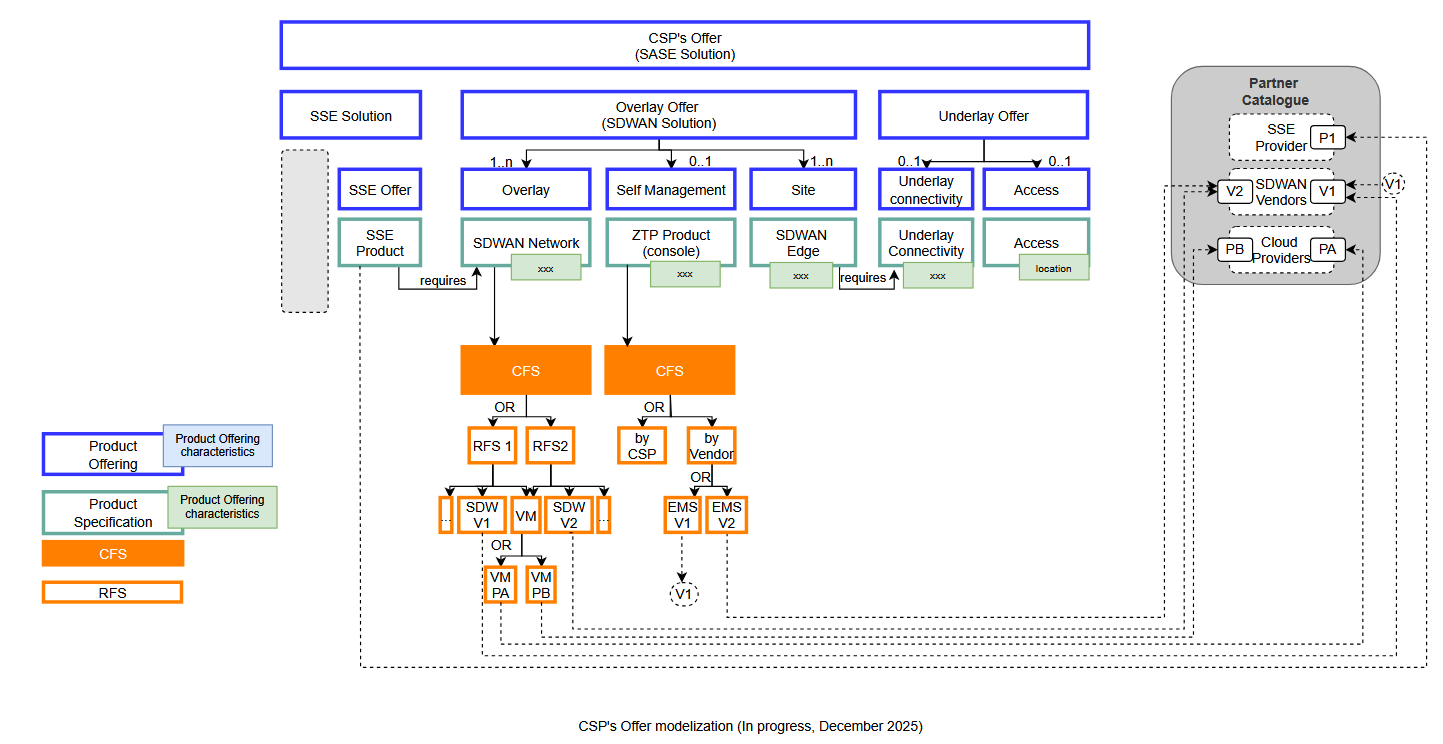 CSP's Offer
(SASE Solution)
Partner
Catalogue
SSE Solution
Overlay Offer
(SDWAN Solution)
Underlay Offer
SSE
Provider
P1
1..n
0..1
1..n
0..1
0..1
SSE Offer
Overlay
Self Management
Site
Underlay
connectivity
Access
V2
SDWAN
Vendors
V1
V1
SSE
Product
SDWAN Network
xxx
ZTP Product
(console)
xxx
SDWAN
Edge
xxx
Underlay
Connectivity
xxx
Access
location
PB
Cloud
Providers
PA
requires
requires
CFS
CFS
OR
OR
RFS 1
RFS2
by
CSP
by
Vendor
OR
...
SDW
V1
VM
SDW
V2
...
EMS
V1
EMS
V2
OR
VM
PA
VM
PB
V1
Product
Offering
Product Offering
characteristics
Product
Specification
Product Offering
characteristics
CFS
RFS
CSP's Offer modelization (In progress, December 2025)